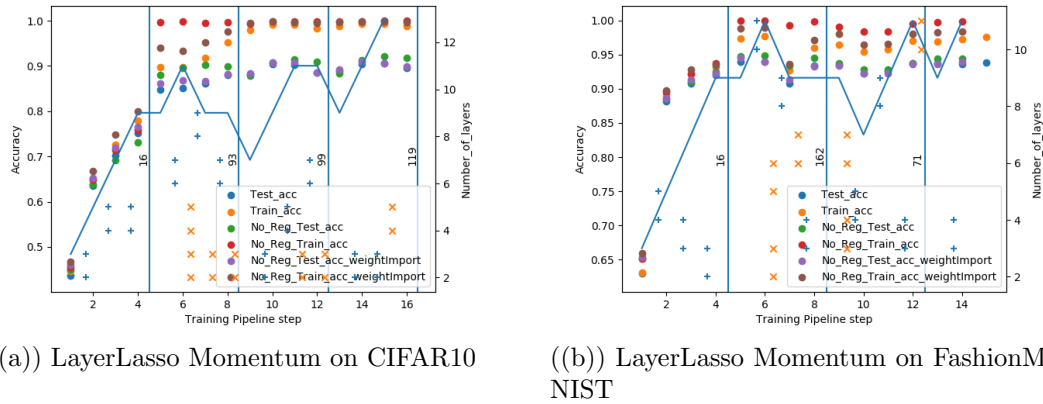 1.0
0.9
0.8
0.7
0.6
0.5
Accuracy
2 4 6 8 10 12 14 16
Training Pipeline step
12
10
8
6
4
2
Number_of_layers
16 93 99 119
Test_acc
Train_acc
No_Reg_Test_acc
No_Reg_Train_acc
No_Reg_Test_acc_weightImport
No_Reg_Train_acc_weightImport
(a)) LayerLasso Momentum on CIFAR10
1.00
0.95
0.90
0.85
0.80
0.75
0.70
0.65
Accuracy
2 4 6 8 10 12 14
Training Pipeline step
10
8
6
4
2
Number_of_layers
16 162 71
Test_acc
Train_acc
No_Reg_Test_acc
No_Reg_Train_acc
No_Reg_Test_acc_weightImport
No_Reg_Train_acc_weightImport
((b)) LayerLasso Momentum on FashionM
NIST